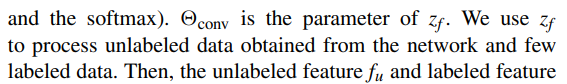 and the softmax). Θconv is the parameter of zf. We use zf
to process unlabeled data obtained from the network and few
labeled data. Then, the unlabeled feature fu and labeled feature